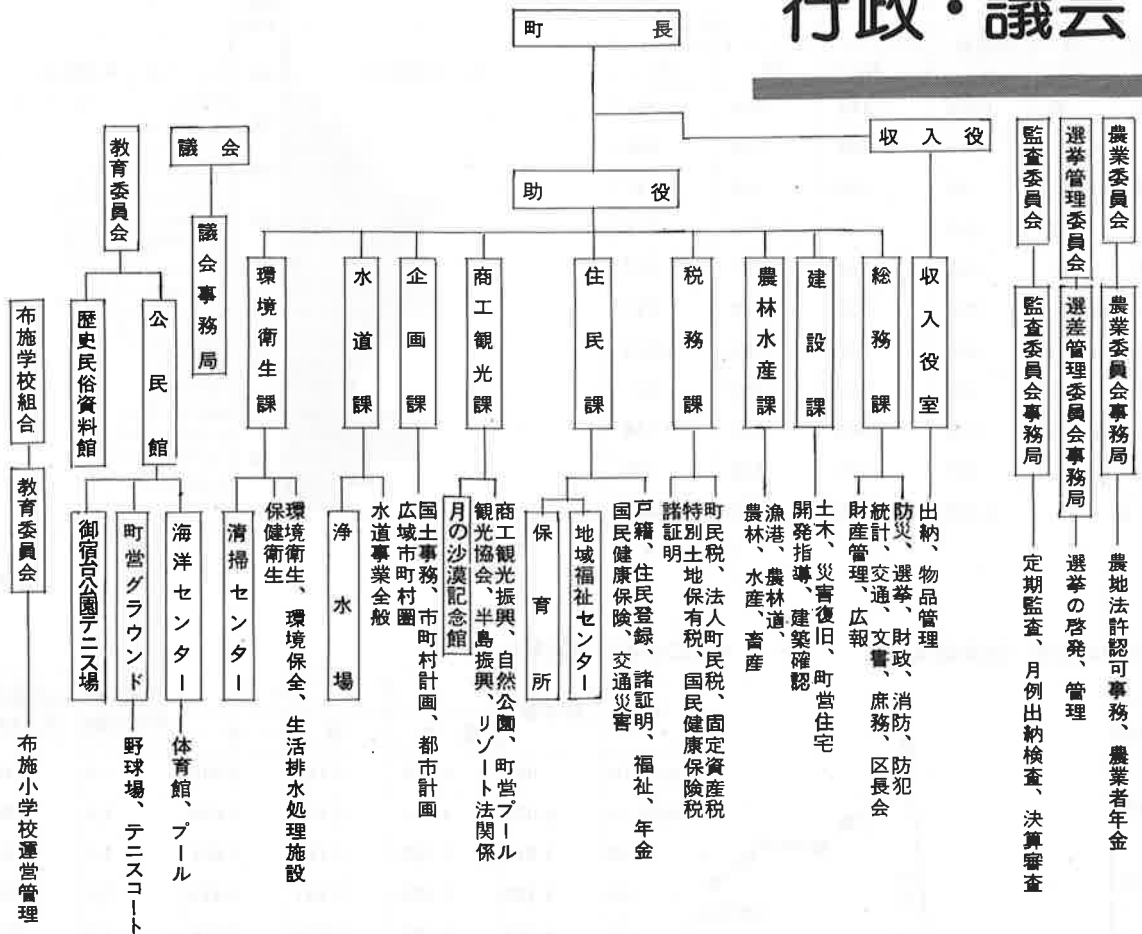 行政・議会
町長
収入役
助役
農業委員会
選挙管理委員会
監査委員会
議会
教育委員会
農業委員会事務局
選差管理委員会事務局
監査委員会事務局
収入役室
総務課
建設課
農林水産課
税務課
住民課
商工観光課
企画課
水道課
環境衛生課
議会事務局
公民館
歴史民俗資料館
布施学校組合
教育委員会
農地法許認可事務、農業者年金
選挙の啓発、管理
定期監査、月例出納検査、決算審査
出納、物品管理
防災、選挙、財政、消防、防犯
統計、交通、文書、庶務、区長会
財産管理、広報
土木、災害復旧、町営住宅
開発指導、建築確認
漁港、農林道、
農林、水産、畜産
町民税、法人町民税、固定資産税
特別土地保有税、国民健康保険税
諸証明
戸籍、住民登録、諸証明、福祉、年金
国民健康保険、交通災害
地域福祉センター
保育所
商工観光振興、自然公園、町営プール
観光協会、半島振興、リゾート法関係
月の沙漠記念館
国土事務、市町村計画、都市計画
広域市町村圏
水道事業全般
浄水場
環境衛生、環境保全、生活排水処理施設
保健衛生
清掃センター
海洋センター
体育館、プール
町営グラウンド
野球場、テニスコート
御宿台公園テニス場
布施小学校運営管理